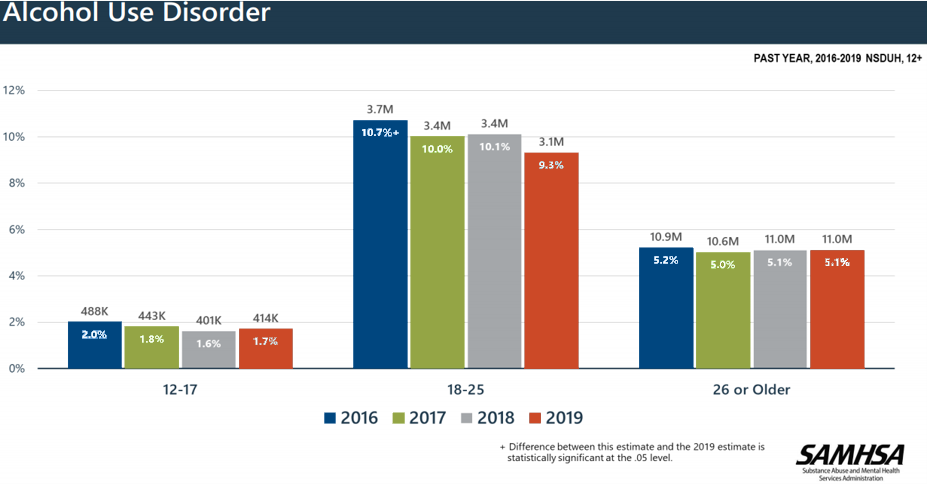 Alcohol Use Disorder
PAST YEAR, 2016-2019 NSDUH, 12+
12%
10%
8%
6%
4%
2%
0%
488K
2.0%
443K
1.8%
401K
1.6%
414K
1.7%
12-17
3.7M
10.7%+
3.4M
10.0%
3.4M
10.1%
3.1M
9.3%
18-25
10.9M
5.2%
10.6M
5.0%
11.0M
5.1%
11.0M
5.1%
26 or Older
2016 2017 2018 2019
+ Difference between this estimate and the 2019 estimate is
statistically significant at the .05 level.
SAMHSA
Substance Abuse and Mental Health
Services Administration